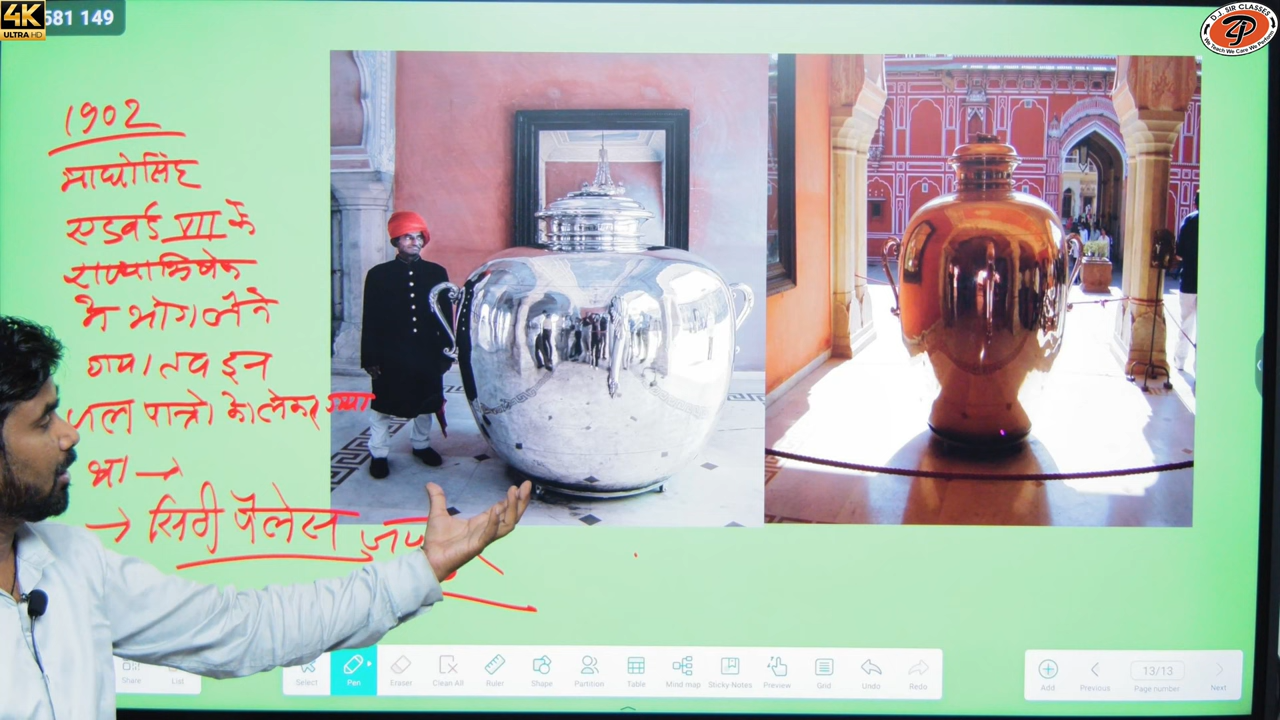 4K
ULTRA HD
581 149
D.J. SIR CLASSES
We Teach We Care We Perform
1902
माधोसिंह
एडवर्ड VII के
राज्याभिषेक
मे भाग लेने
गया तब इन
जल पात्रो को लेकर गया
था →
→ सिटी पैलेस
Share
List
Select
Pen
Eraser
Clean All
Ruler
Shape
Partition
Table
Mind map
Sticky Notes
Preview
Grid
Undo
Redo
Add
Previous
13/13
Page number
Next